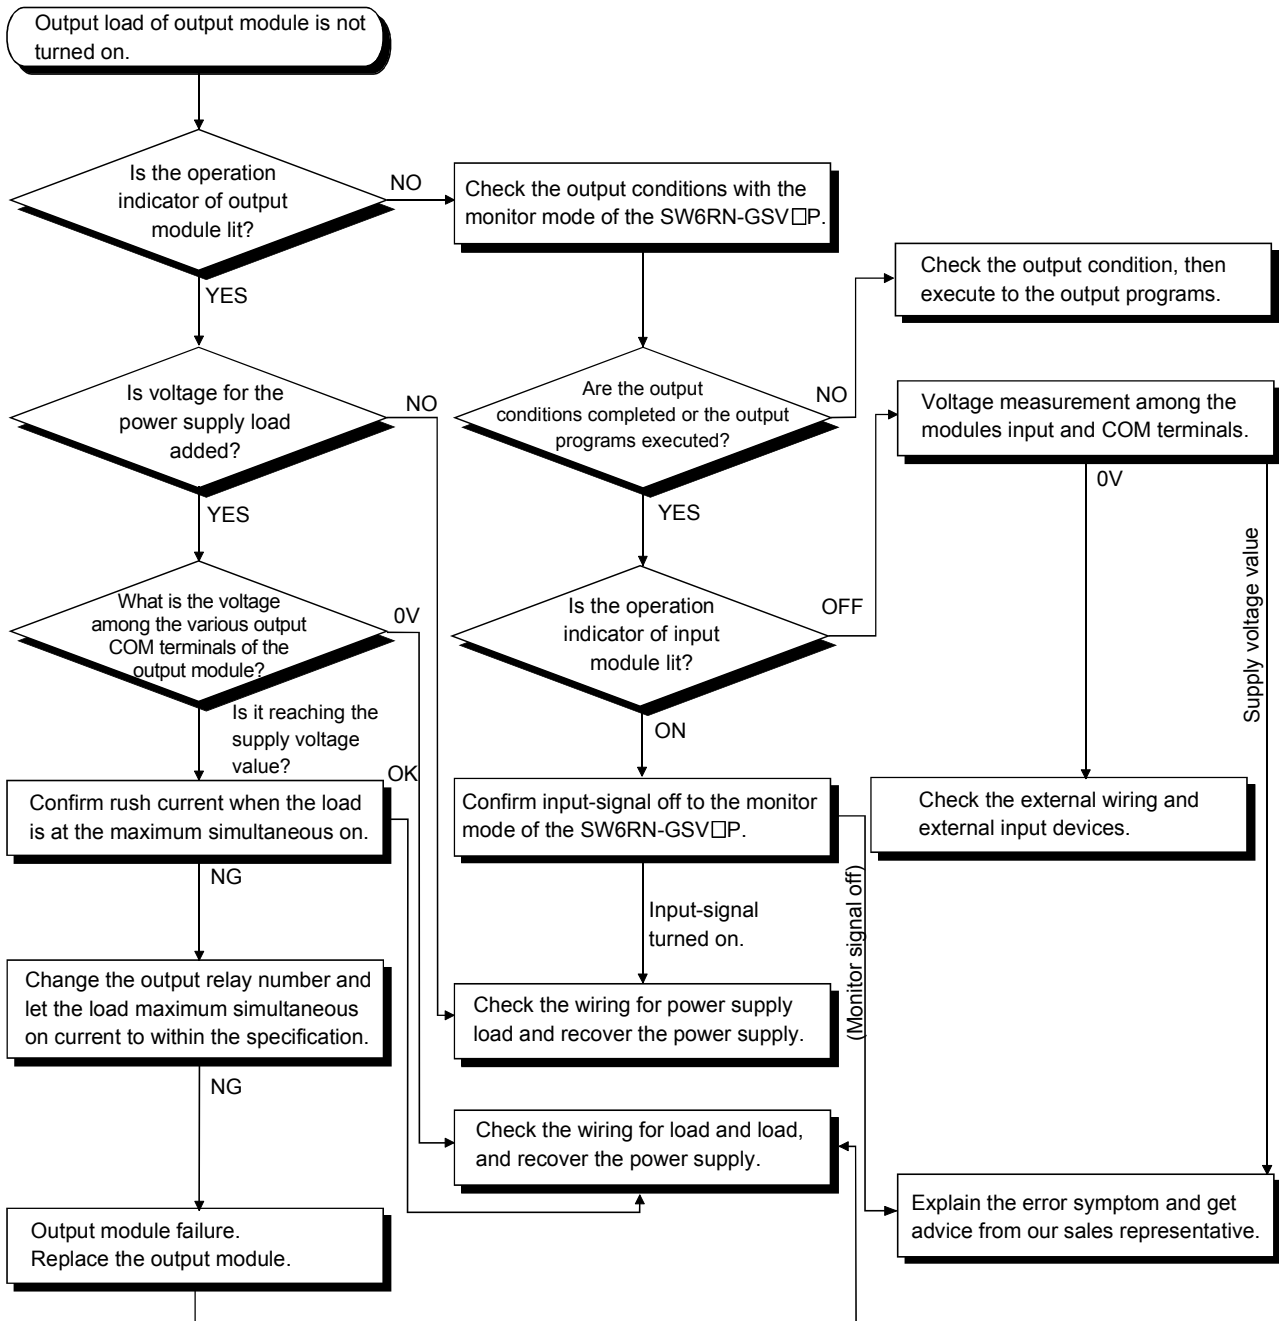 Output load of output module is not
turned on.
Is the operation
indicator of output
module lit?
NO
YES
Check the output conditions with the
monitor mode of the SW6RN-GSV□P.
Check the output condition, then
execute to the output programs.
Is voltage for the
power supply load
added?
NO
YES
Are the output
conditions completed or the output
programs executed?
NO
YES
Voltage measurement among the
modules input and COM terminals.
0V
Supply voltage value
What is the voltage
among the various output
COM terminals of the
output module?
0V
Is it reaching the
supply voltage
value?
Is the operation
indicator of input
module lit?
OFF
ON
Confirm rush current when the load
is at the maximum simultaneous on.
OK
NG
Confirm input-signal off to the monitor
mode of the SW6RN-GSV□P.
Input-signal
turned on.
(Monitor signal off)
Check the external wiring and
external input devices.
Change the output relay number and
let the load maximum simultaneous
on current to within the specification.
NG
Check the wiring for power supply
load and recover the power supply.
Check the wiring for load and load,
and recover the power supply.
Output module failure.
Replace the output module.
Explain the error symptom and get
advice from our sales representative.